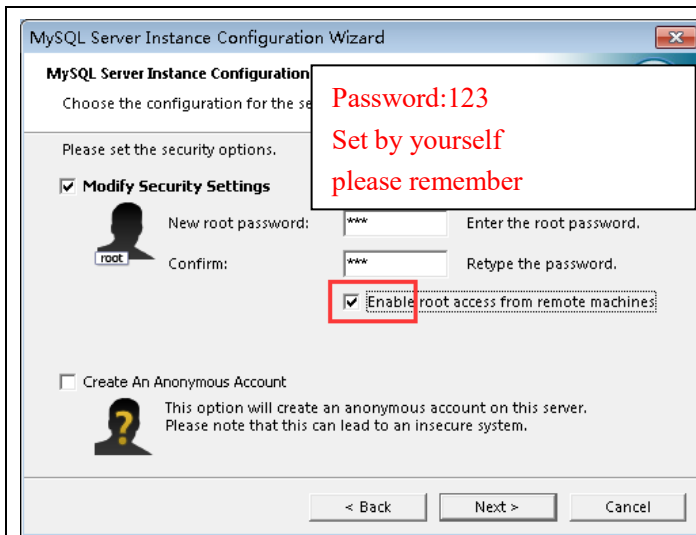 MySQL Server Instance Configuration Wizard
MySQL Server Instance Configuration
Choose the configuration for the se
Password:123
Set by yourself
please remember
Please set the security options.
Modify Security Settings
root
New root password: *** Enter the root password.
Confirm: *** Retype the password.
Enable root access from remote machines
Create An Anonymous Account
?
This option will create an anonymous account on this server.
Please note that this can lead to an insecure system.
< Back Next > Cancel